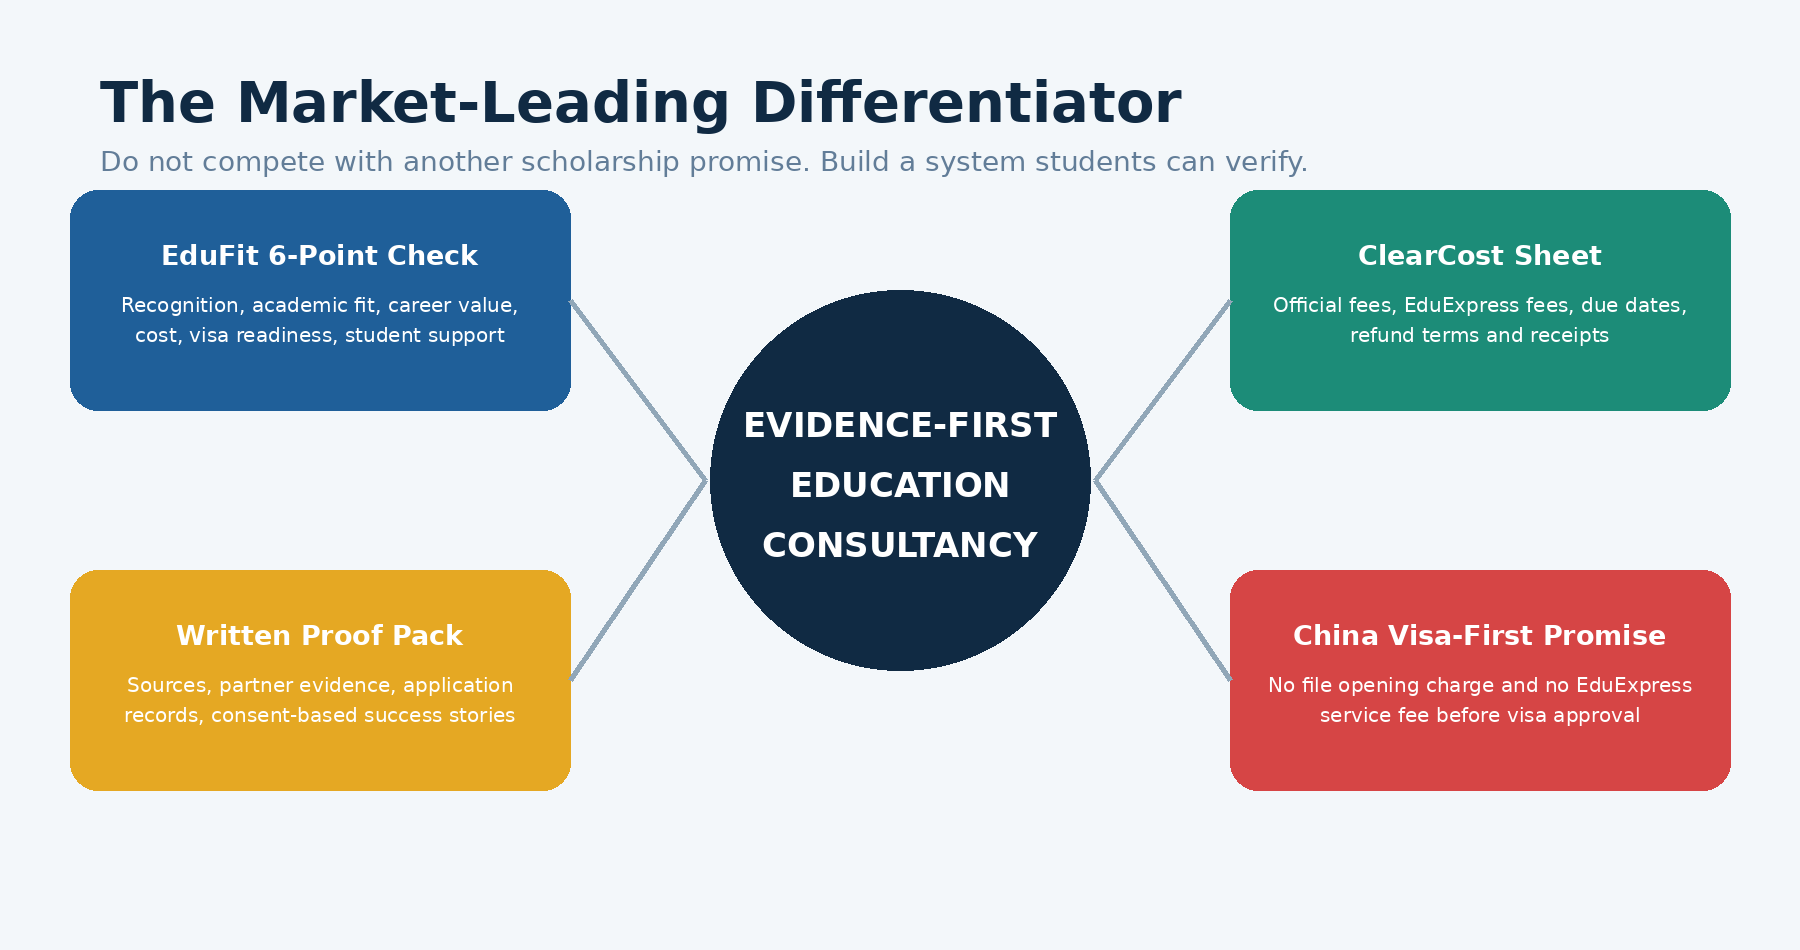 The Market-Leading Differentiator
Do not compete with another scholarship promise. Build a system students can verify.
EduFit 6-Point Check
Recognition, academic fit, career value,
cost, visa readiness, student support
ClearCost Sheet
Official fees, EduExpress fees, due dates,
refund terms and receipts
EVIDENCE-FIRST
EDUCATION
CONSULTANCY
Written Proof Pack
Sources, partner evidence, application
records, consent-based success stories
China Visa-First Promise
No file opening charge and no EduExpress
service fee before visa approval